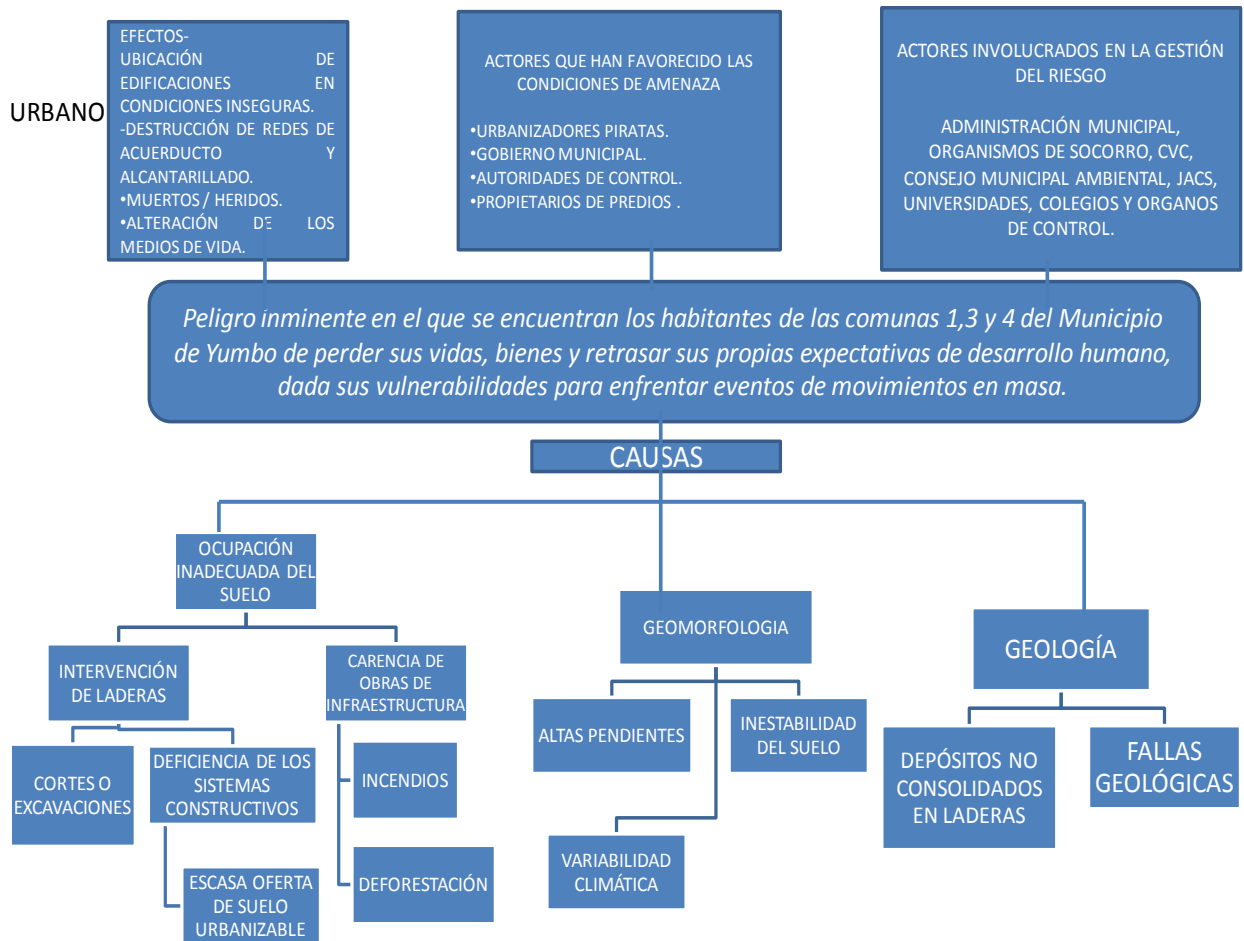 URBANO
EFECTOS-
UBICACIÓN DE
EDIFICACIONES EN
CONDICIONES INSEGURAS.
-DESTRUCCIÓN DE REDES DE
ACUERDUCTO Y
ALCANTARILLADO.
•MUERTOS / HERIDOS.
•ALTERACIÓN DE LOS
MEDIOS DE VIDA.
ACTORES QUE HAN FAVORECIDO LAS
CONDICIONES DE AMENAZA
•URBANIZADORES PIRATAS.
•GOBIERNO MUNICIPAL.
•AUTORIDADES DE CONTROL.
•PROPIETARIOS DE PREDIOS .
ACTORES INVOLUCRADOS EN LA GESTIÓN
DEL RIESGO
ADMINISTRACIÓN MUNICIPAL,
ORGANISMOS DE SOCORRO, CVC,
CONSEJO MUNICIPAL AMBIENTAL, JACS,
UNIVERSIDADES, COLEGIOS Y ORGANOS
DE CONTROL.
Peligro inminente en el que se encuentran los habitantes de las comunas 1,3 y 4 del Municipio
de Yumbo de perder sus vidas, bienes y retrasar sus propias expectativas de desarrollo humano,
dada sus vulnerabilidades para enfrentar eventos de movimientos en masa.
CAUSAS
OCUPACIÓN
INADECUADA DEL
SUELO
INTERVENCIÓN
DE LADERAS
CORTES O
EXCAVACIONES
DEFICIENCIA DE LOS
SISTEMAS
CONSTRUCTIVOS
ESCASA OFERTA
DE SUELO
URBANIZABLE
CARENCIA DE
OBRAS DE
INFRAESTRUCTURA
INCENDIOS
DEFORESTACIÓN
GEOMORFOLOGIA
ALTAS PENDIENTES
INESTABILIDAD
DEL SUELO
VARIABILIDAD
CLIMÁTICA
GEOLOGÍA
DEPÓSITOS NO
CONSOLIDADOS
EN LADERAS
FALLAS
GEOLÓGICAS